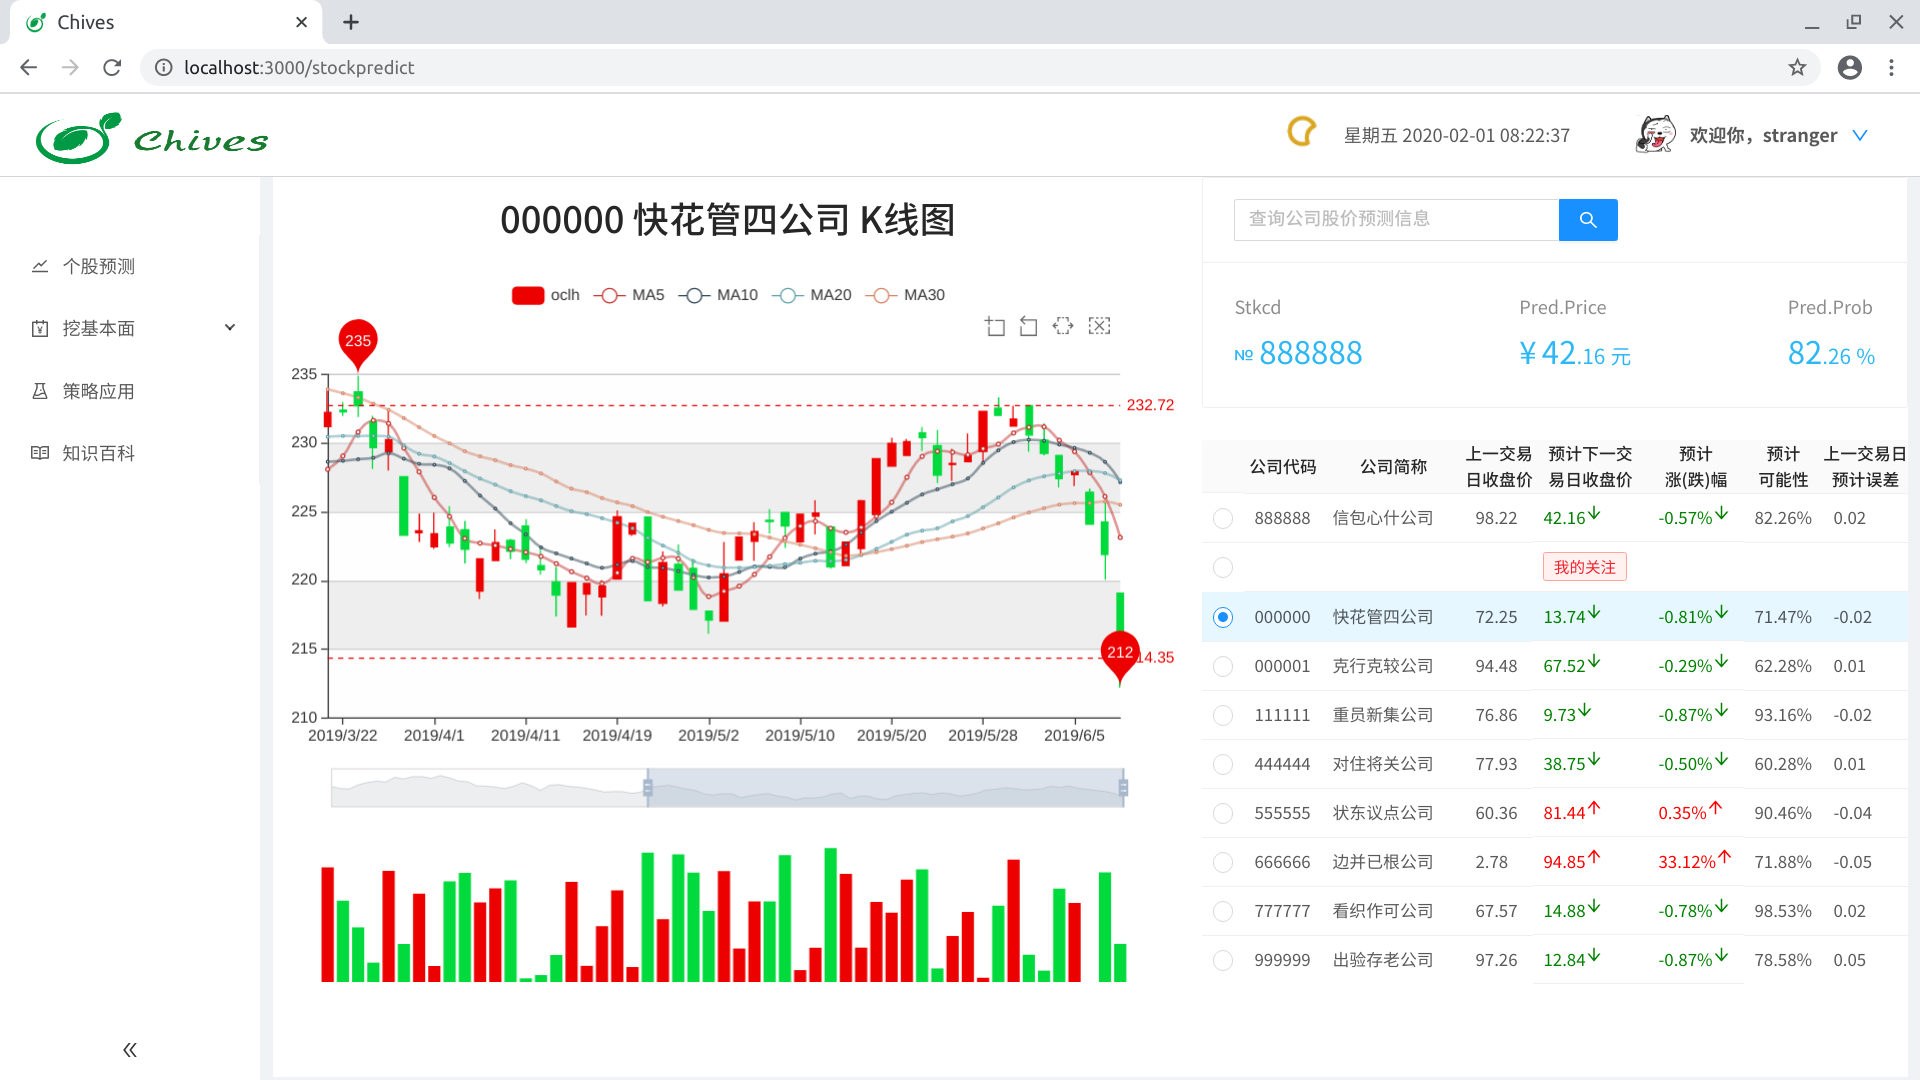 Chives
localhost:3000/stockpredict
Chives
星期五 2020-02-01 08:22:37
欢迎你，stranger
个股预测
挖基本面
策略应用
知识百科
000000 快花管四公司 K线图
oclh MA5 MA10 MA20 MA30
235
235
232.72
230
225
220
215
212
14.35
210
2019/3/22 2019/4/1 2019/4/11 2019/4/19 2019/5/2 2019/5/10 2019/5/20 2019/5/28 2019/6/5
查询公司股价预测信息
Stkcd Pred.Price Pred.Prob
№ 888888 ¥ 42.16 元 82.26 %
公司代码 公司简称 上一交易日收盘价 预计下一交易日收盘价 预计涨(跌)幅 预计可能性 上一交易日预计误差
888888 信包心什公司 98.22 42.16 -0.57% 82.26% 0.02
我的关注
000000 快花管四公司 72.25 13.74 -0.81% 71.47% -0.02
000001 克行克较公司 94.48 67.52 -0.29% 62.28% 0.01
111111 重员新集公司 76.86 9.73 -0.87% 93.16% -0.02
444444 对住将关公司 77.93 38.75 -0.50% 60.28% 0.01
555555 状东议点公司 60.36 81.44 0.35% 90.46% -0.04
666666 边并已根公司 2.78 94.85 33.12% 71.88% -0.05
777777 看织作可公司 67.57 14.88 -0.78% 98.53% 0.02
999999 出验存老公司 97.26 12.84 -0.87% 78.58% 0.05